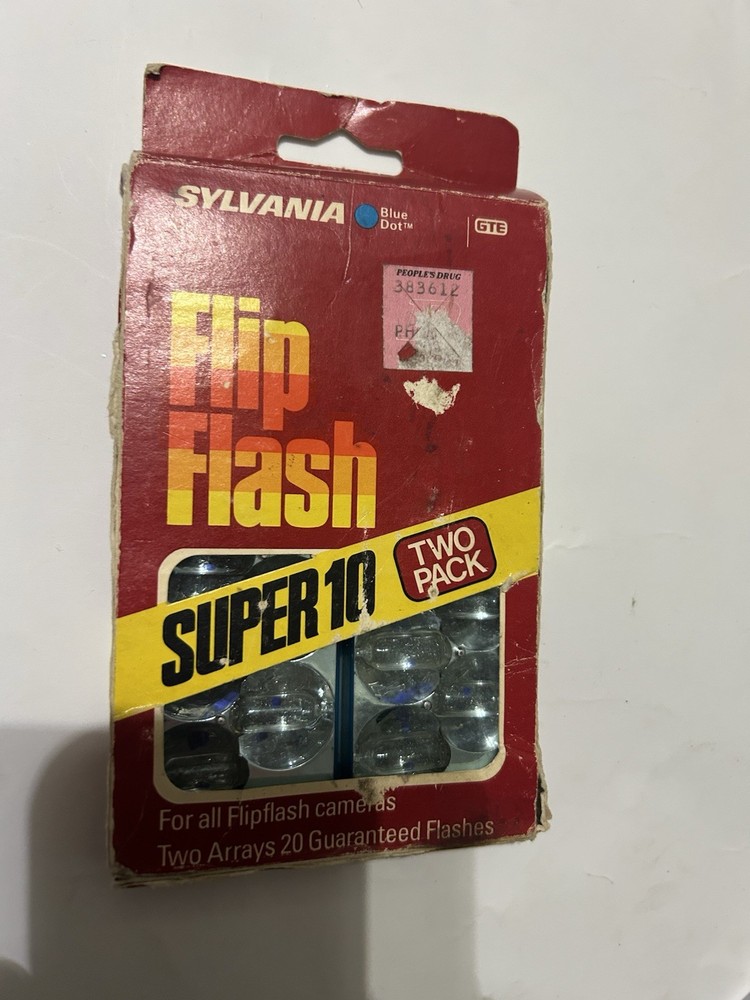 SYLVANIA Blue Dot™ GTE
PEOPLE'S DRUG
383612
Flip
Flash
SUPER 10
TWO
PACK
For all Flipflash cameras
Two Arrays 20 Guaranteed Flashes